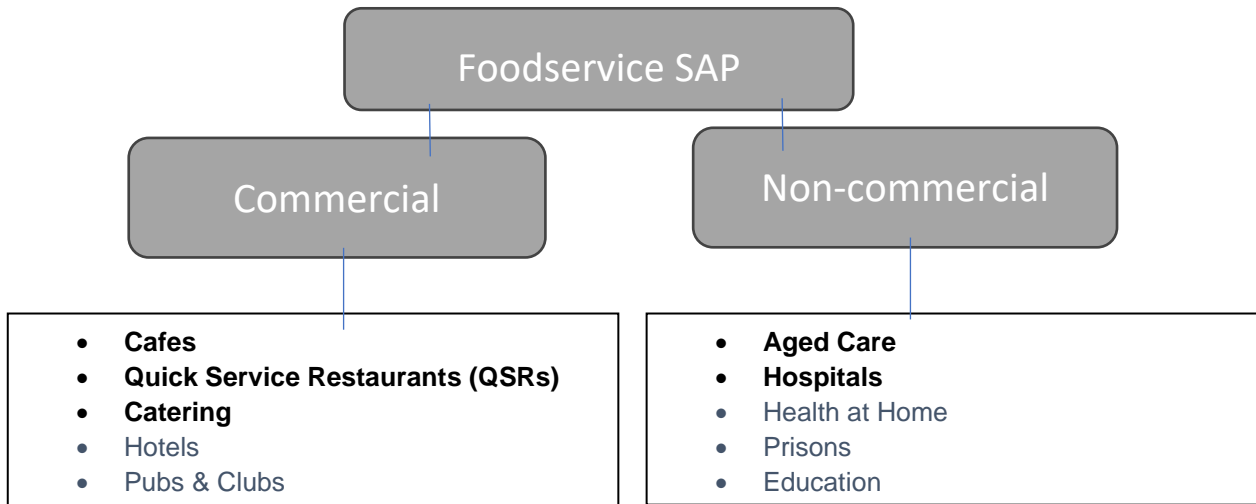 Foodservice SAP
Commercial
Non-commercial
• Cafes
• Quick Service Restaurants (QSRs)
• Catering
• Hotels
• Pubs & Clubs
• Aged Care
• Hospitals
• Health at Home
• Prisons
• Education